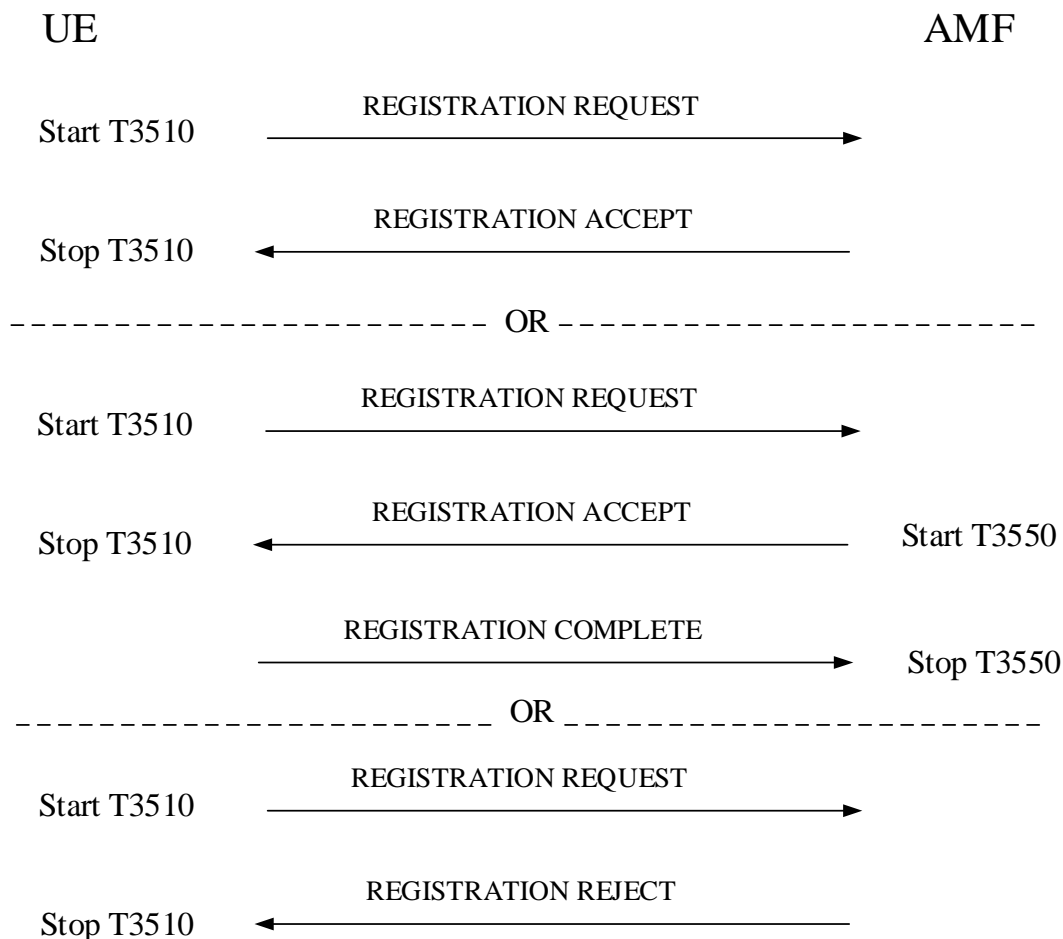 UE AMF
REGISTRATION REQUEST
Start T3510
REGISTRATION ACCEPT
Stop T3510
OR
REGISTRATION REQUEST
Start T3510
REGISTRATION ACCEPT
Stop T3510 Start T3550
REGISTRATION COMPLETE
Stop T3550
OR
REGISTRATION REQUEST
Start T3510
REGISTRATION REJECT
Stop T3510